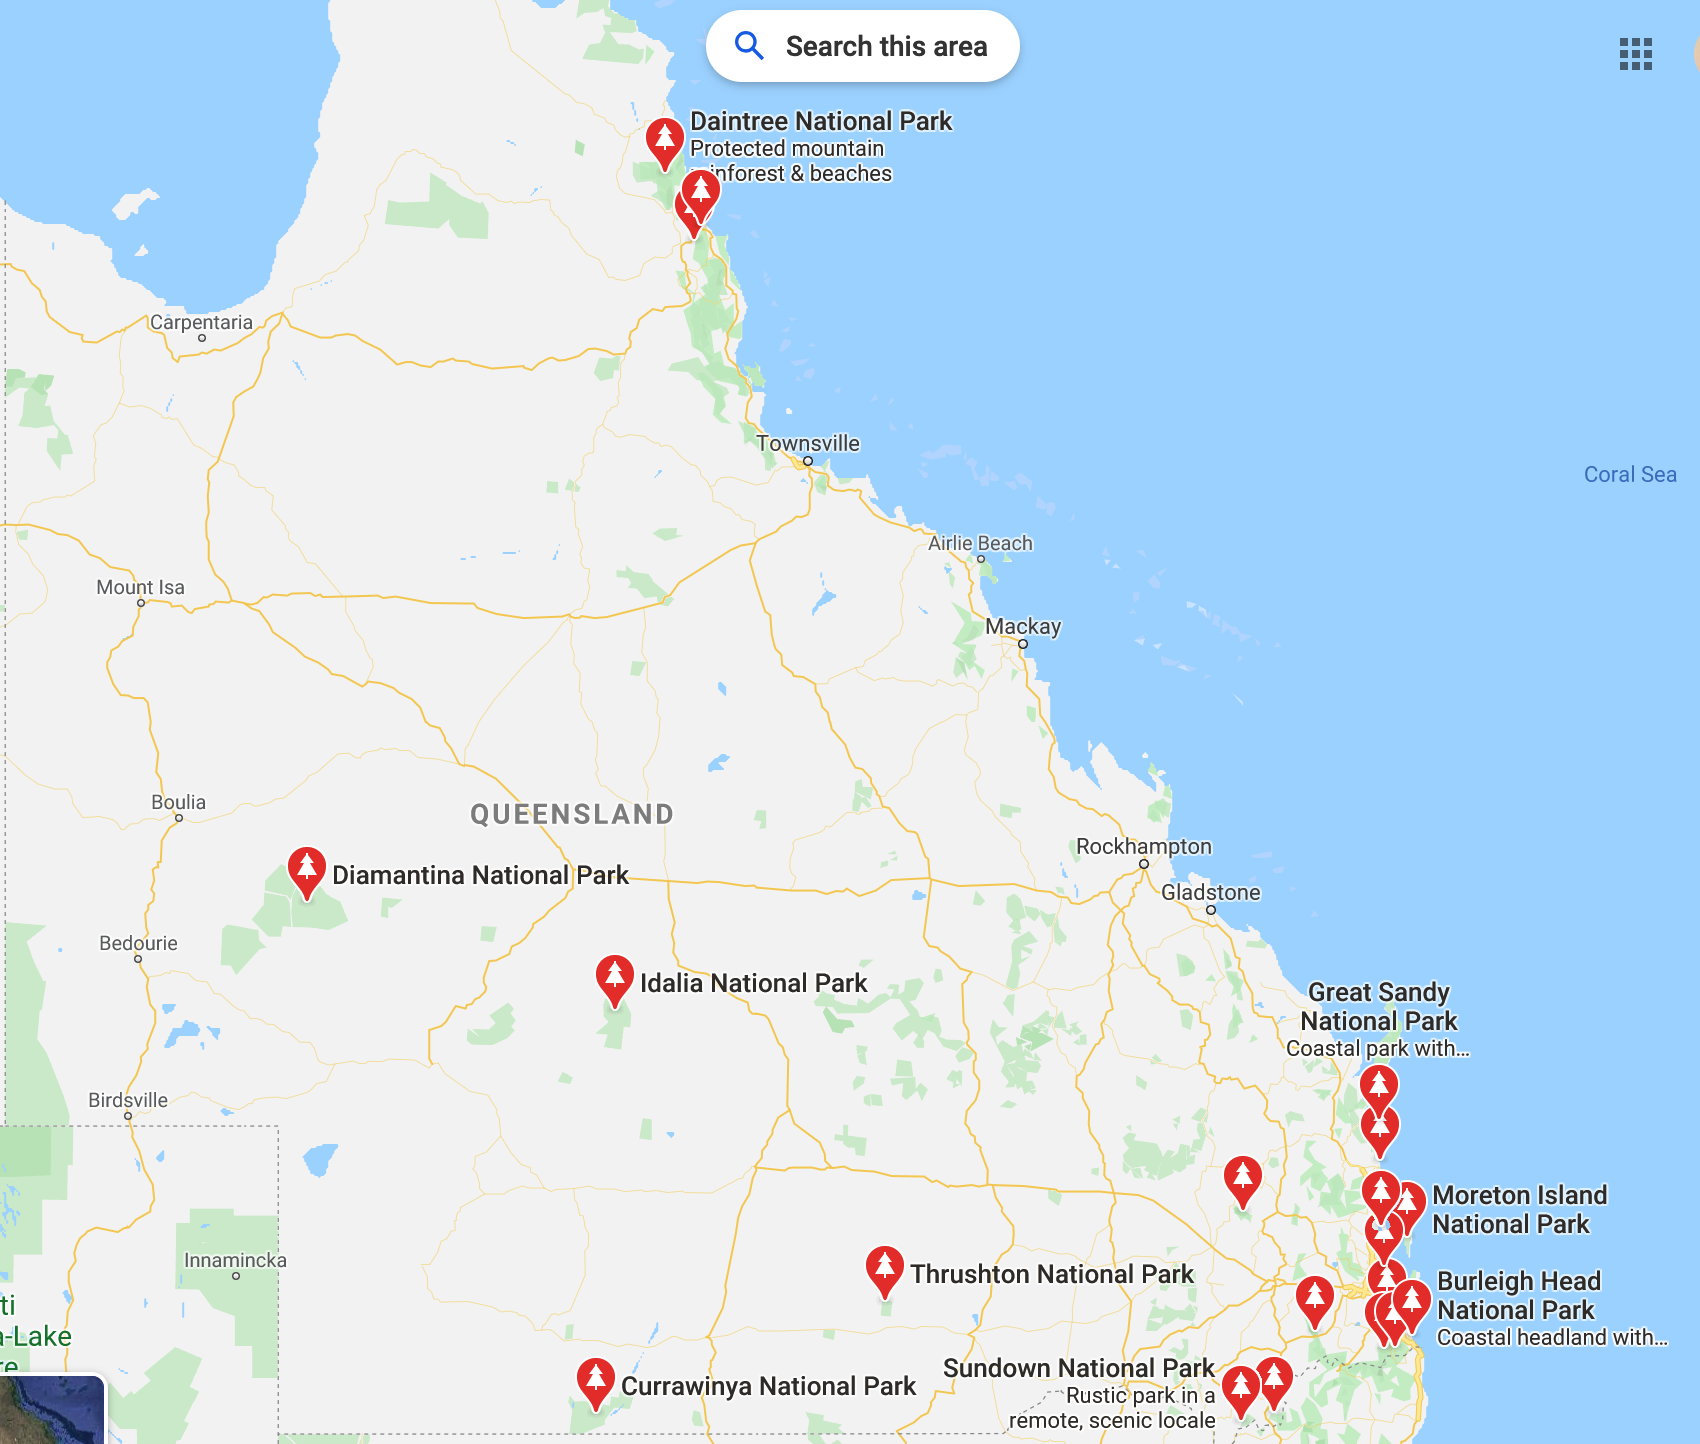 Search this area
Daintree National Park
Protected mountain
rainforest & beaches
Carpentaria
Townsville
Coral Sea
Airlie Beach
Mount Isa
Mackay
Boulia
QUEENSLAND
Rockhampton
Diamantina National Park
Gladstone
Bedourie
Idalia National Park
Great Sandy
National Park
Coastal park with...
Birdsville
Moreton Island
National Park
Innamincka
Thrushton National Park
Burleigh Head
National Park
Coastal headland with...
ti
a-Lake
re
Sundown National Park
Rustic park in a
remote, scenic locale
Currawinya National Park